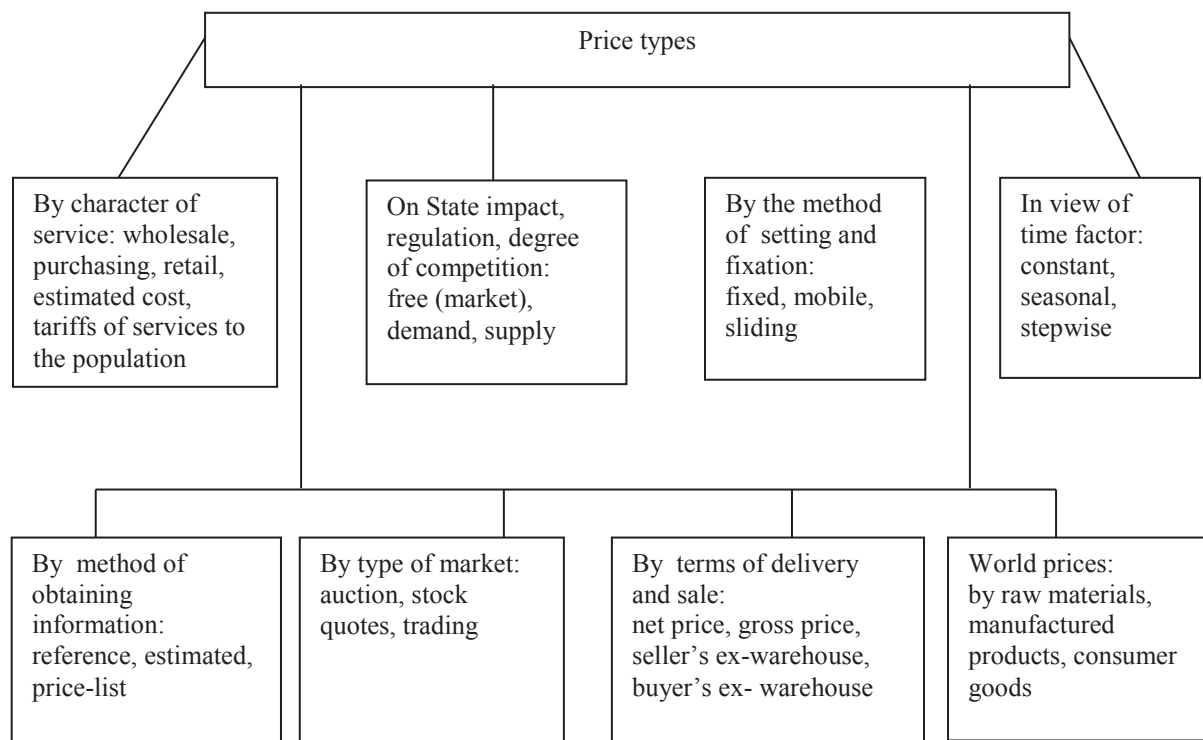 Price types
By character of
service: wholesale,
purchasing, retail,
estimated cost,
tariffs of services to
the population
On State impact,
regulation, degree
of competition:
free (market),
demand, supply
By the method
of  setting and
fixation:
fixed, mobile,
sliding
In view of
time factor:
constant,
seasonal,
stepwise
By  method of
obtaining
information:
reference, estimated,
price-list
By type of market:
auction, stock
quotes, trading
By  terms of delivery
and sale:
net price, gross price,
seller’s ex-warehouse,
buyer’s ex- warehouse
World prices:
by raw materials,
manufactured
products, consumer
goods